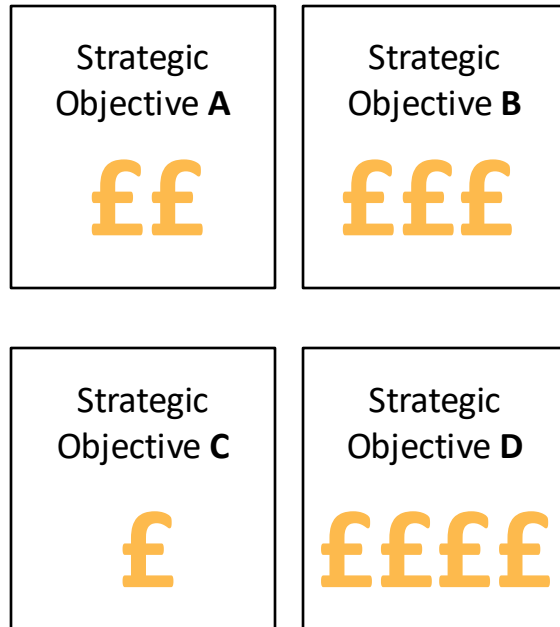 Strategic
Objective A
££
Strategic
Objective B
£££
Strategic
Objective C
£
Strategic
Objective D
££££